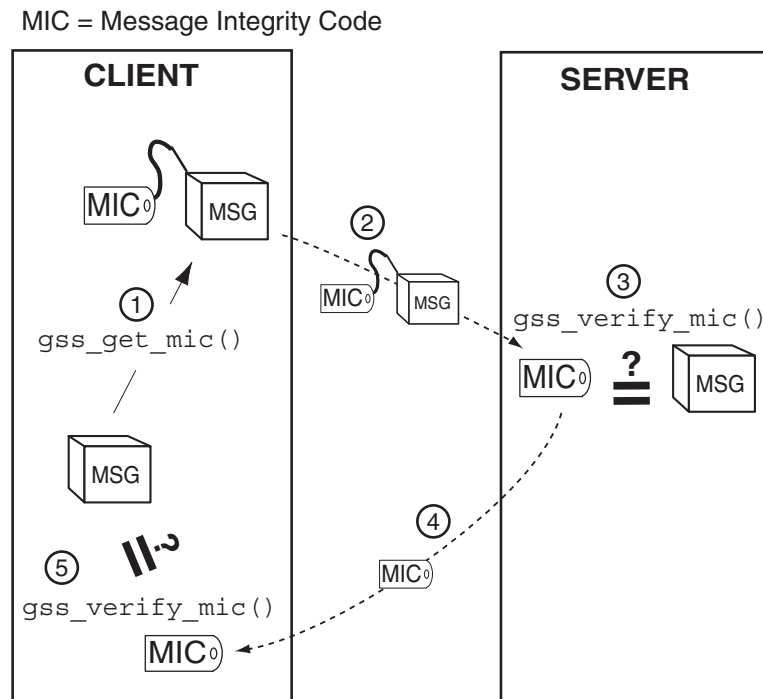 MIC = Message Integrity Code
CLIENT
SERVER
MIC
MSG
2
MIC
MSG
1
gss_get_mic()
3
gss_verify_mic()
MIC
?
=
MSG
MSG
4
MIC
=?
5
gss_verify_mic()
MIC